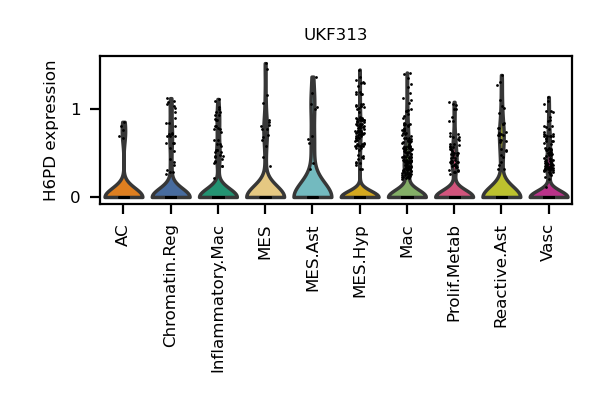 UKF313
H6PD expression
1
0
AC
Chromatin.Reg
Inflammatory.Mac
MES
MES.Ast
MES.Hyp
Mac
Prolif.Metab
Reactive.Ast
Vasc